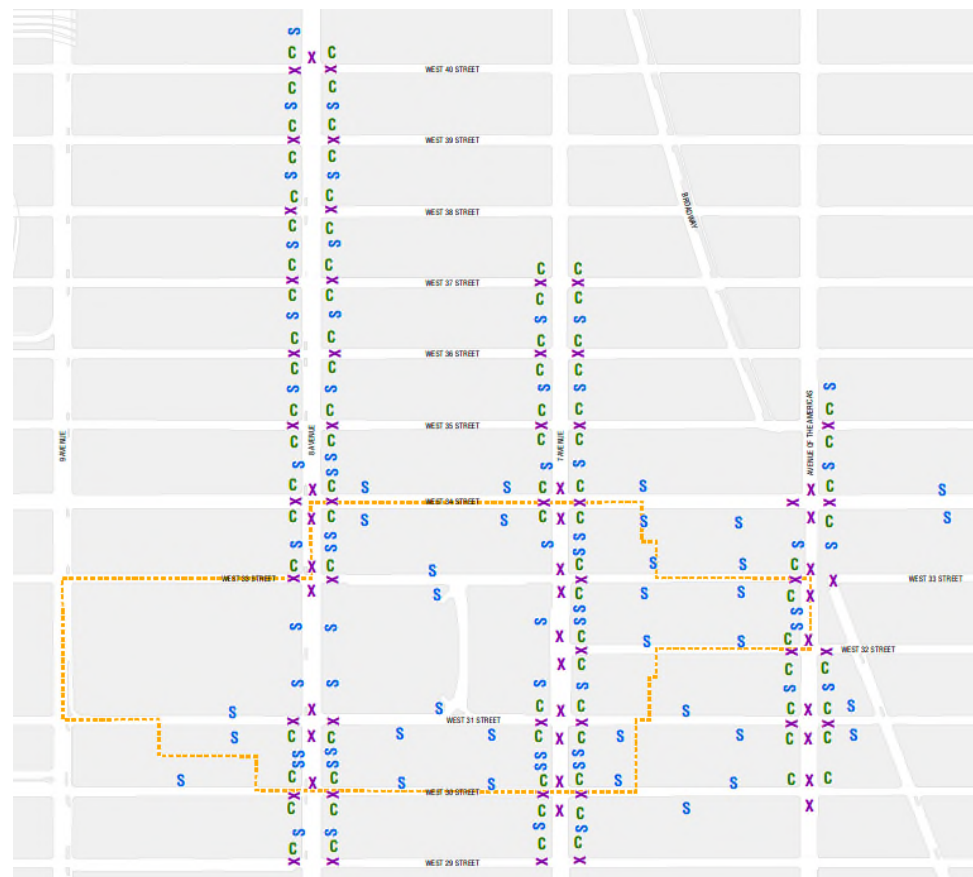 S
C X C
X X WEST 40 STREET
C C
S S
C C
X X WEST 39 STREET
C C
S S
C C
X X WEST 38 STREET
BROADWAY
C C
S S
C C C C
X X X X WEST 37 STREET
C C C C
S S S S
C C C C
X X X X WEST 36 STREET
C C C C
S S S S S
C C C C C
X X X X X WEST 35 STREET
9 AVENUE
8 AVENUE
7 AVENUE
AVENUE OF THE AMERICAS
C C C C C
S S S S S S
S
C X C S S C X C S X S
X X WEST 34 STREET X X X X
C X C S S C X C S S X C S
S S S S S S S
S S
C X C S X C S S C X
WEST 33 STREET X X X X X WEST 33 STREET
X S X C S S C X
S S S S S S
X C S S C X
X X X X WEST 32 STREET
C C
S S S S S S
S X S X S X S
X X WEST 31 STREET X X X X
S C X C S S C X C S S C X C S
S S S S S S
S S S S
S C X C S S C X C S S C X C
X X WEST 30 STREET X X
C C C X C S X
S S S S
C C C C
X X WEST 29 STREET X X